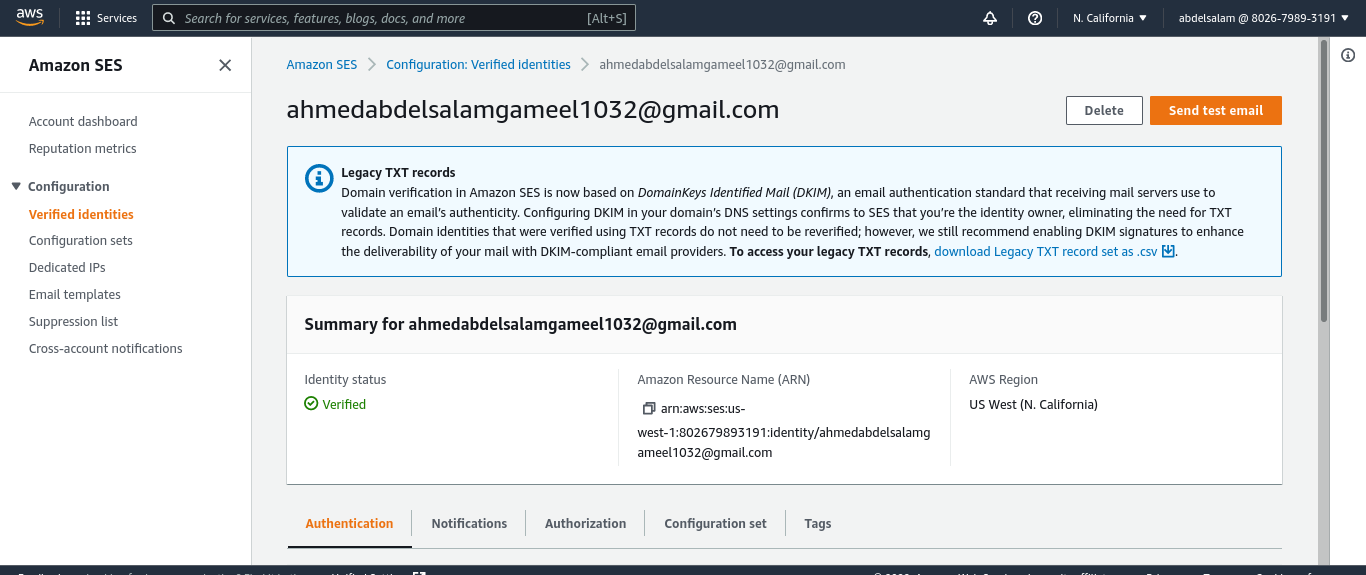 aws
Services
Search for services, features, blogs, docs, and more
[Alt+S]
N. California
abdelsalam @ 8026-7989-3191
Amazon SES
Account dashboard
Reputation metrics
Configuration
Verified identities
Configuration sets
Dedicated IPs
Email templates
Suppression list
Cross-account notifications
Amazon SES
Configuration: Verified identities
ahmedabdelsalamgameel1032@gmail.com
ahmedabdelsalamgameel1032@gmail.com
Delete
Send test email
Legacy TXT records
Domain verification in Amazon SES is now based on DomainKeys Identified Mail (DKIM), an email authentication standard that receiving mail servers use to
validate an email's authenticity. Configuring DKIM in your domain's DNS settings confirms to SES that you're the identity owner, eliminating the need for TXT
records. Domain identities that were verified using TXT records do not need to be reverified; however, we still recommend enabling DKIM signatures to enhance
the deliverability of your mail with DKIM-compliant email providers. To access your legacy TXT records, download Legacy TXT record set as .csv.
Summary for ahmedabdelsalamgameel1032@gmail.com
Identity status
Verified
Amazon Resource Name (ARN)
arn:aws:ses:us-
west-1:802679893191:identity/ahmedabdelsalamg
ameel1032@gmail.com
AWS Region
US West (N. California)
Authentication
Notifications
Authorization
Configuration set
Tags